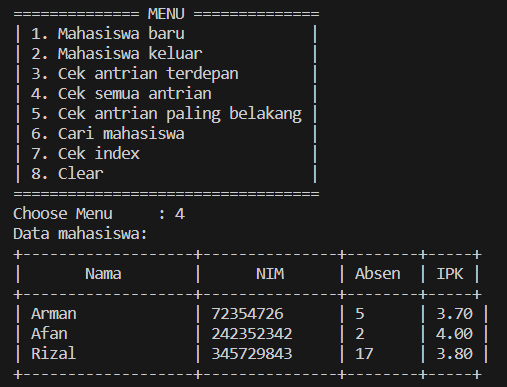 ============== MENU ==============
| 1. Mahasiswa baru              |
| 2. Mahasiswa keluar            |
| 3. Cek antrian terdepan        |
| 4. Cek semua antrian           |
| 5. Cek antrian paling belakang |
| 6. Cari mahasiswa              |
| 7. Cek index                   |
| 8. Clear                       |
==================================
Choose Menu     : 4
Data mahasiswa:
+-------------------+---------------+--------+-----+
|       Nama        |      NIM      | Absen  | IPK |
+-------------------+---------------+--------+-----+
| Arman             | 72354726      | 5      | 3.70 |
| Afan              | 242352342     | 2      | 4.00 |
| Rizal             | 345729843     | 17     | 3.80 |
+-------------------+---------------+--------+-----+